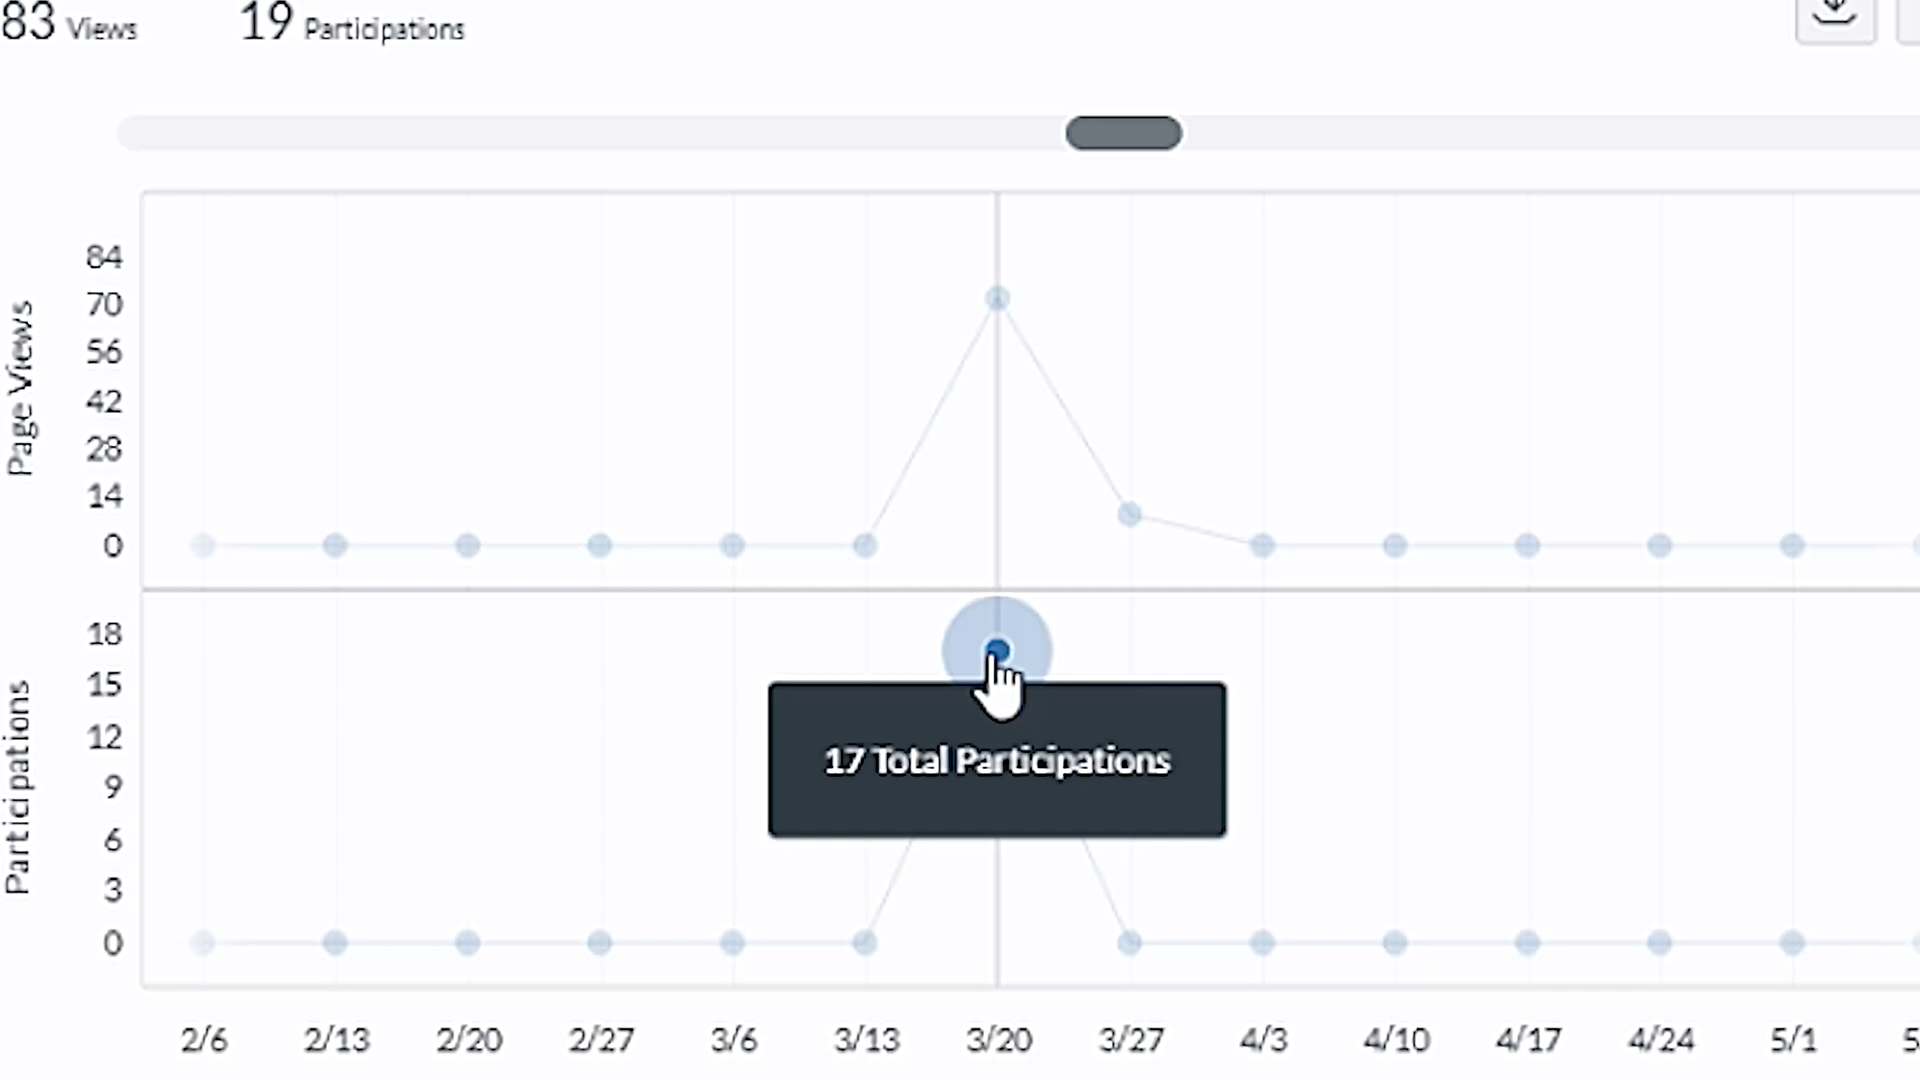 83 Views 19 Participations
Page Views
84
70
56
42
28
14
0
Participations
18
15
12
9
6
3
0
17 Total Participations
2/6 2/13 2/20 2/27 3/6 3/13 3/20 3/27 4/3 4/10 4/17 4/24 5/1